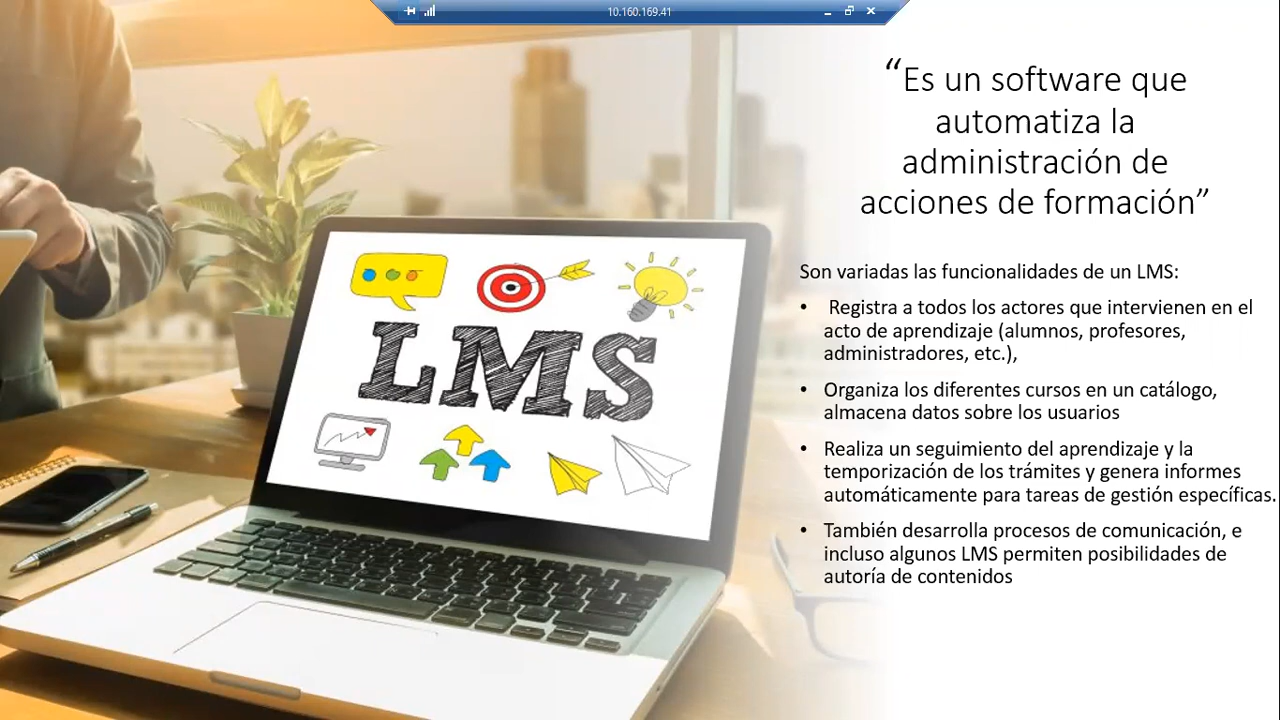 10.160.169.41
“Es un software que
automatiza la
administración de
acciones de formación”
Son variadas las funcionalidades de un LMS:
• Registra a todos los actores que intervienen en el
acto de aprendizaje (alumnos, profesores,
administradores, etc.),
• Organiza los diferentes cursos en un catálogo,
almacena datos sobre los usuarios
• Realiza un seguimiento del aprendizaje y la
temporización de los trámites y genera informes
automáticamente para tareas de gestión específicas.
• También desarrolla procesos de comunicación, e
incluso algunos LMS permiten posibilidades de
autoría de contenidos
LMS